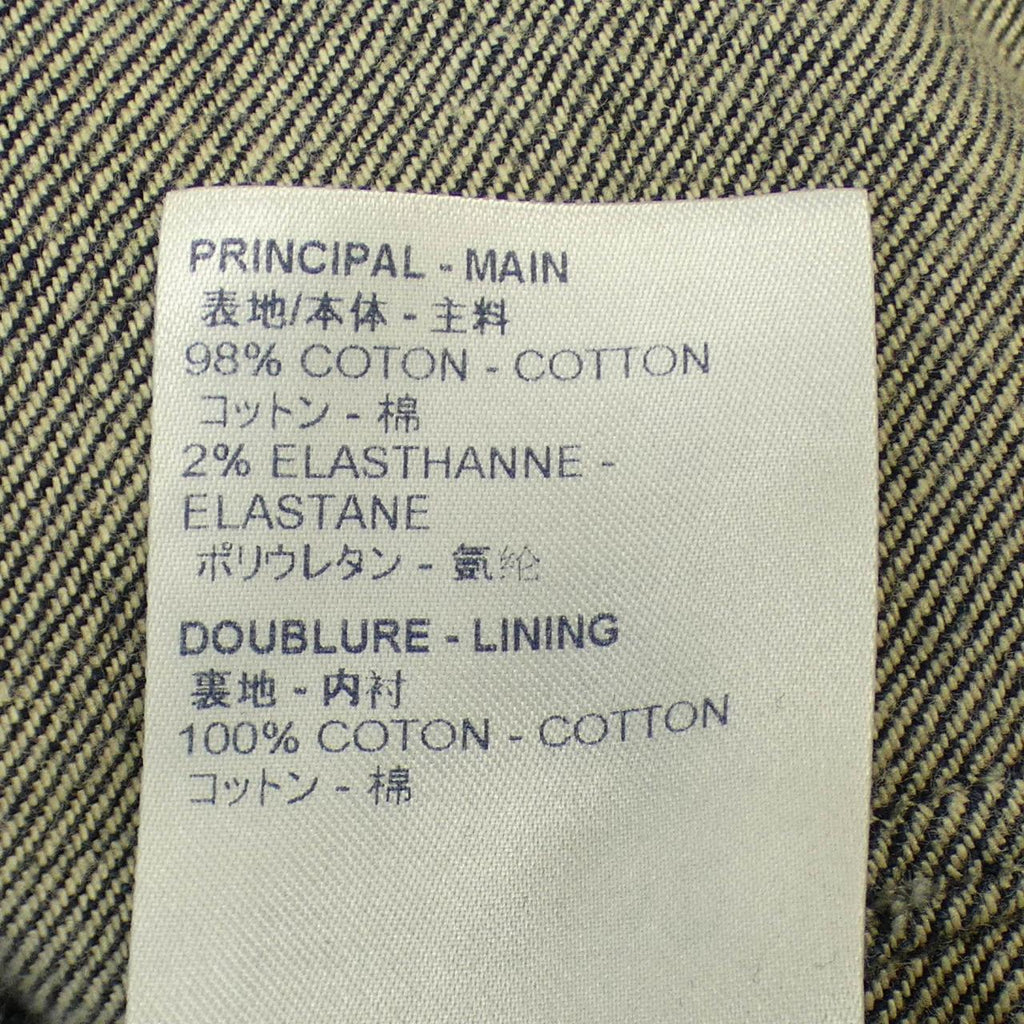 PRINCIPAL - MAIN
表地/本体 - 主料
98% COTON - COTTON
コットン - 棉
2% ELASTHANNE -
ELASTANE
ポリウレタン - 氨纶
DOUBLURE - LINING
裏地 - 内衬
100% COTON - COTTON
コットン - 棉